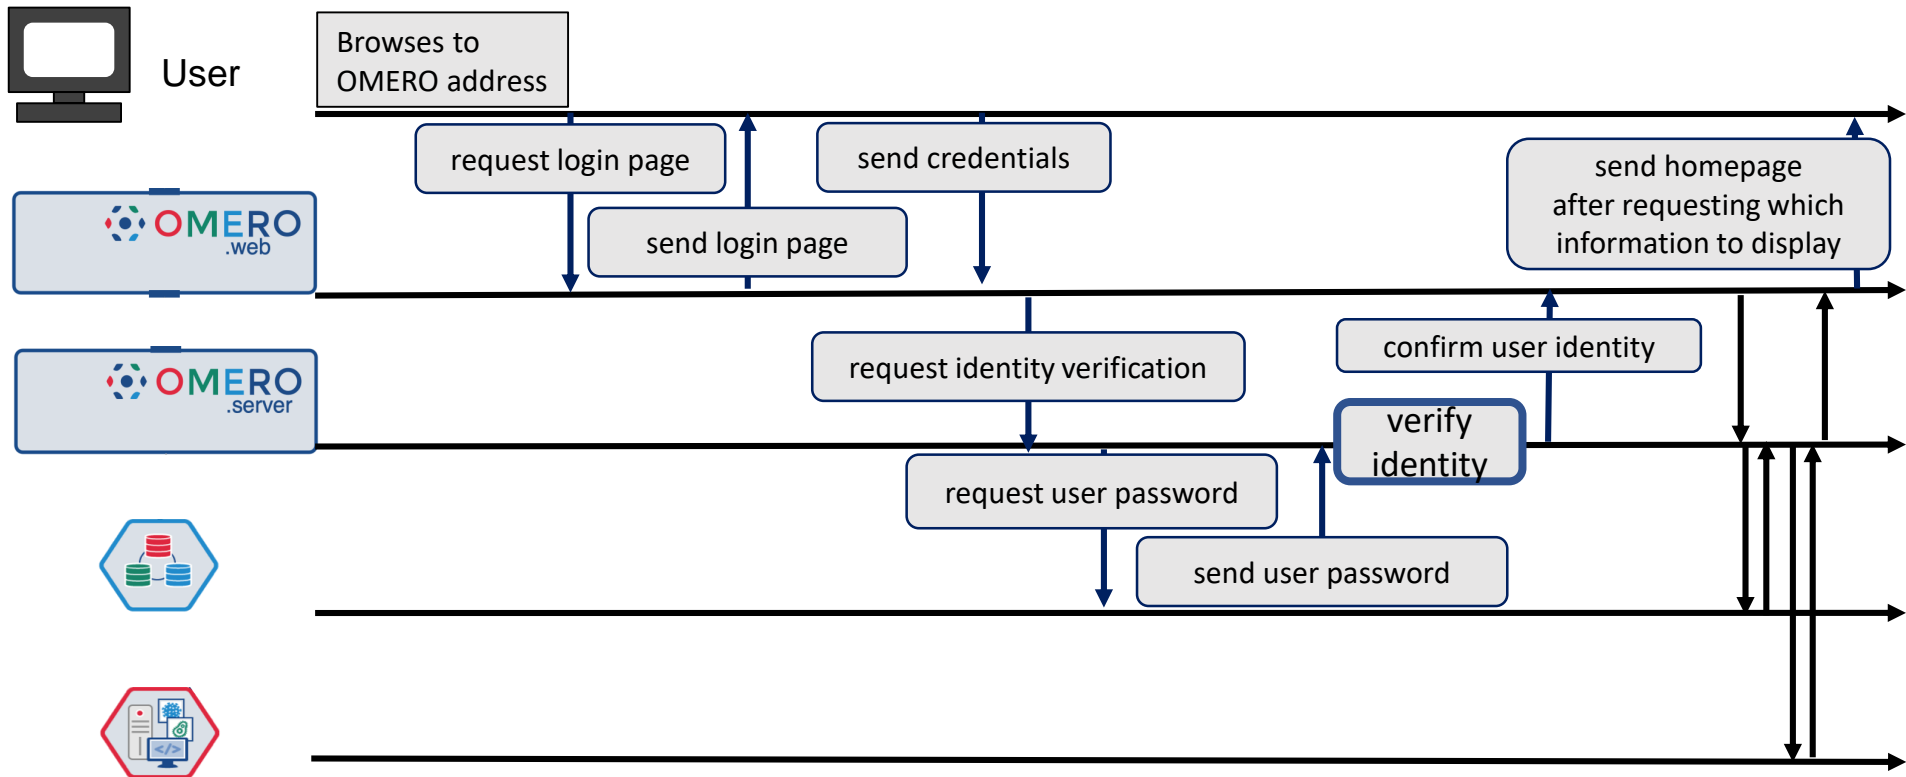 User
Browses to
OMERO address
request login page
send credentials
send homepage
after requesting which
information to display
OMERO
.web
send login page
OMERO
.server
request identity verification
confirm user identity
verify
identity
request user password
send user password
</>